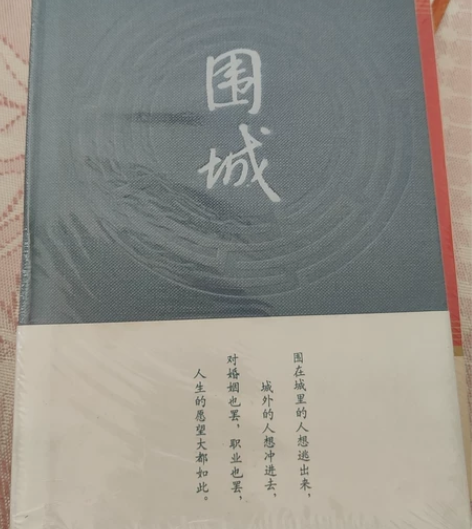 围城
围在城里的人想逃出来，
城外的人想冲进去，
对婚姻也罢，职业也罢，
人生的愿望大都如此。